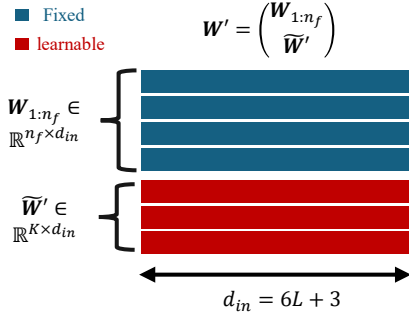 Fixed
learnable
W′ = (W₁:ₙf
W̃′)
W₁:ₙf ∈
ℝⁿf×ᵈin
W̃′ ∈
ℝᴷ×ᵈin
dᵢₙ = 6L + 3